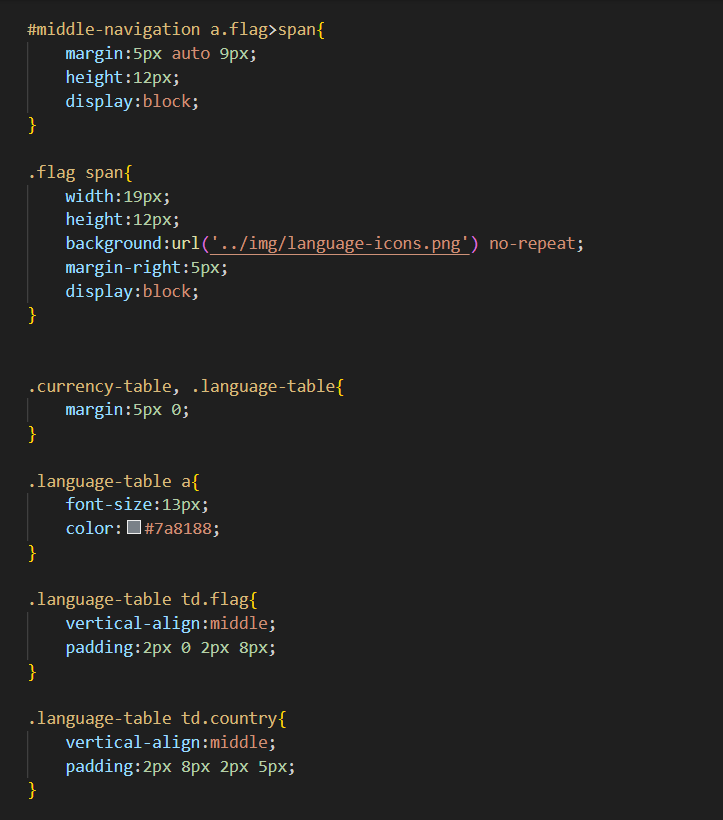 #middle-navigation a.flag>span{
    margin:5px auto 9px;
    height:12px;
    display:block;
}

.flag span{
    width:19px;
    height:12px;
    background:url('../img/language-icons.png') no-repeat;
    margin-right:5px;
    display:block;
}

.currency-table, .language-table{
    margin:5px 0;
}

.language-table a{
    font-size:13px;
    color:#7a8188;
}

.language-table td.flag{
    vertical-align:middle;
    padding:2px 0 2px 8px;
}

.language-table td.country{
    vertical-align:middle;
    padding:2px 8px 2px 5px;
}